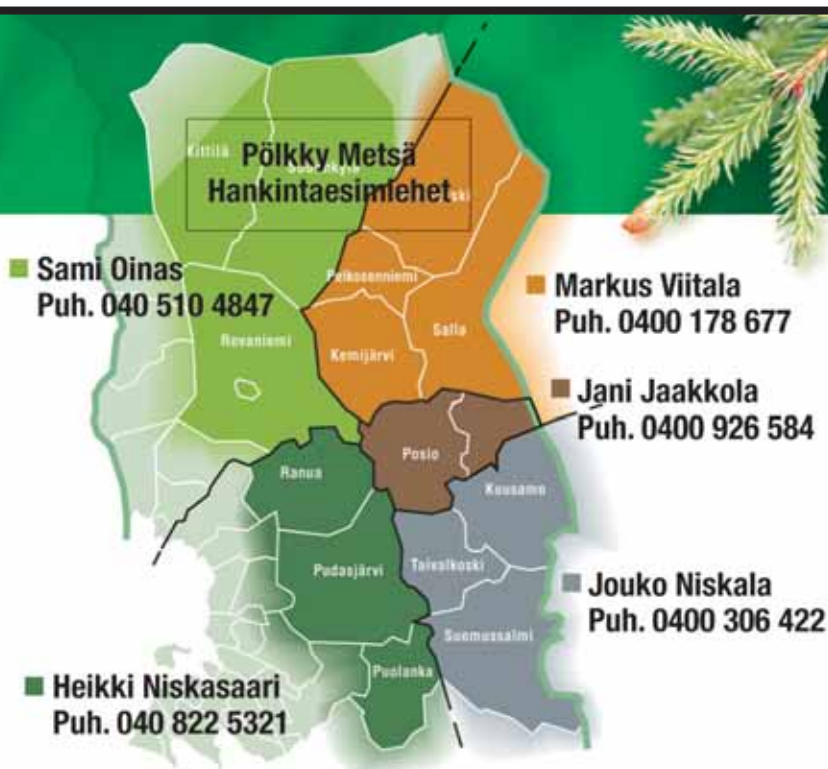 Kittilä
Pölkky Metsä
Hankintaesimiehet
Sami Oinas
Puh. 040 510 4847
Pelkosenniemi
Markus Viitala
Puh. 0400 178 677
Rovaniemi
Kemijärvi
Salla
Jani Jaakkola
Puh. 0400 926 584
Posio
Ranua
Kuusamo
Pudasjärvi
Taivalkoski
Jouko Niskala
Puh. 0400 306 422
Suomussalmi
Puolanka
Heikki Niskasaari
Puh. 040 822 5321